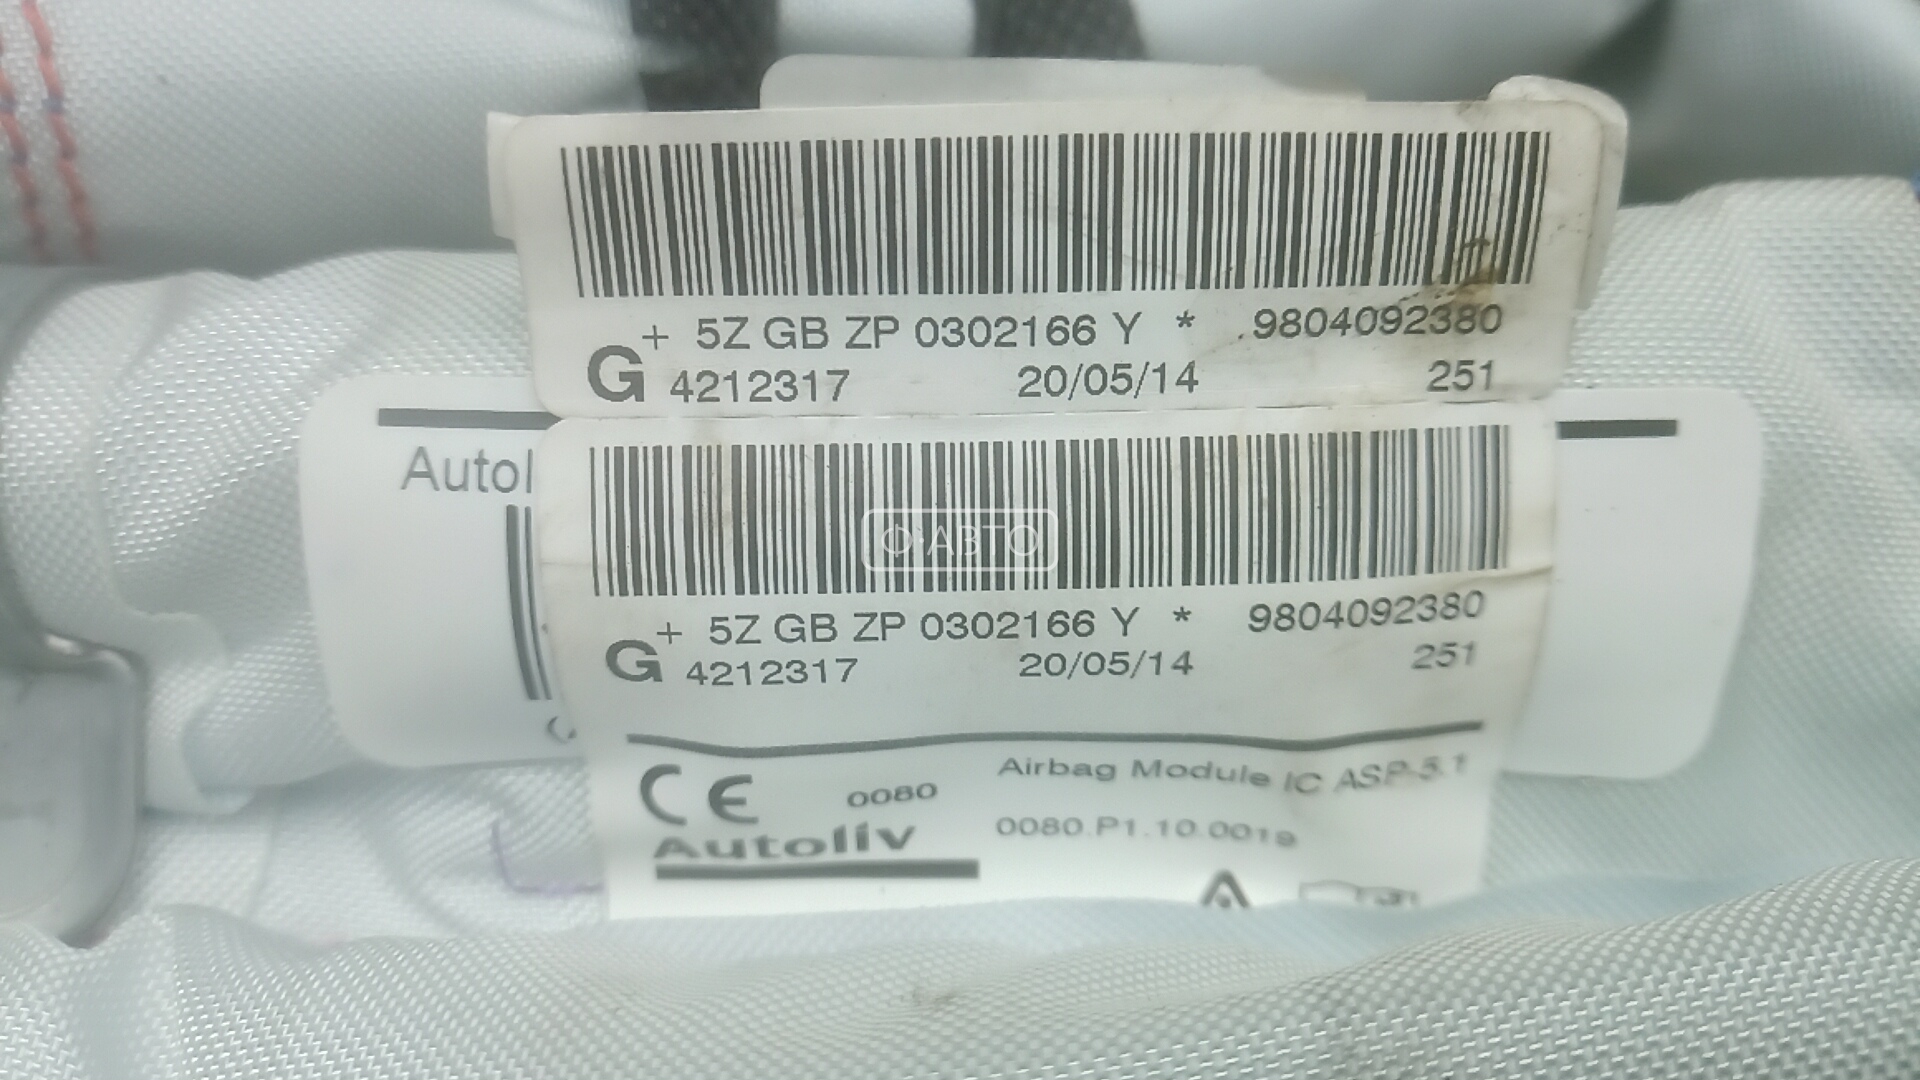 + 5Z GB ZP 0302166 Y * 9804092380
G 4212317 20/05/14 251
Autol
Ф·АВТО
+ 5Z GB ZP 0302166 Y * 9804092380
G 4212317 20/05/14 251
CE 0080 Airbag Module IC ASP-5.1
Autoliv 0080.P1.10.0019